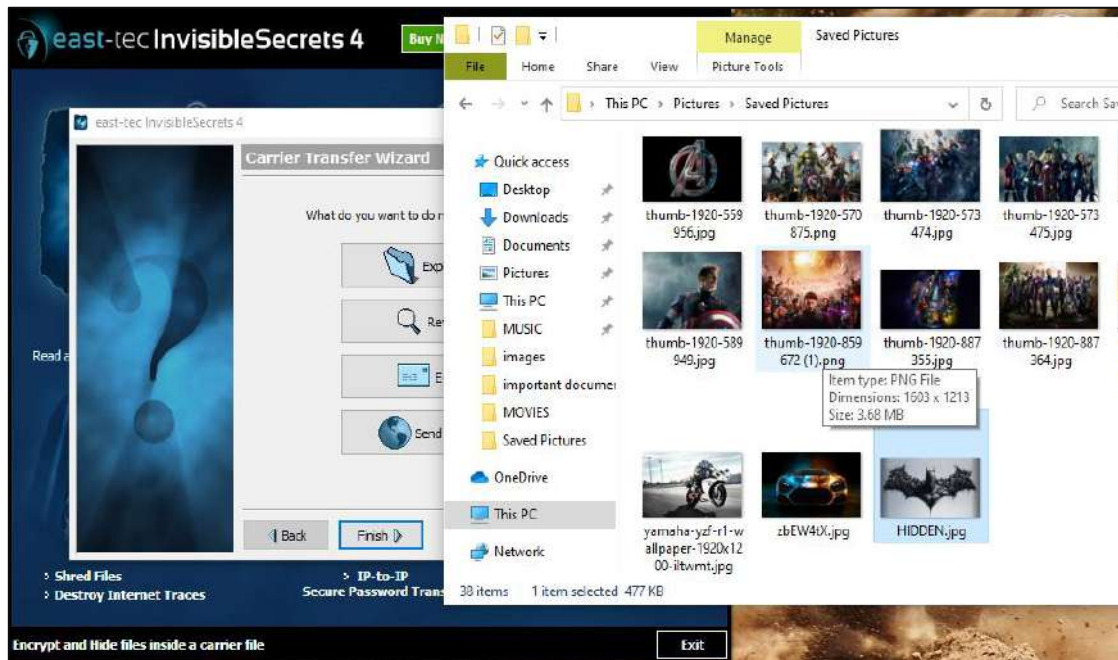 east-tec InvisibleSecrets 4
Buy N
east-tec InvisibleSecrets 4
Carrier Transfer Wizard
What do you want to do n
Exp
Re
E
Send
Back
Finish
Read a
> Shred Files
> Destroy Internet Traces
> IP-to-IP
Secure Password Trans
Encrypt and Hide files inside a carrier file
Exit
Manage
Saved Pictures
File
Home
Share
View
Picture Tools
This PC > Pictures > Saved Pictures
Search Sa
Quick access
Desktop
Downloads
Documents
Pictures
This PC
MUSIC
images
important docume
MOVIES
Saved Pictures
OneDrive
This PC
Network
thumb-1920-559
956.jpg
thumb-1920-570
875.png
thumb-1920-573
474.jpg
thumb-1920-573
475.jpg
thumb-1920-589
949.jpg
thumb-1920-859
672 (1).png
thumb-1920-887
355.jpg
thumb-1920-887
364.jpg
Item type: PNG File
Dimensions: 1603 x 1213
Size: 3.68 MB
yamaha-yzf-r1-w
allpaper-1920x12
00-iltwmt.jpg
zbEW4tX.jpg
HIDDEN.jpg
38 items
1 item selected 477 KB